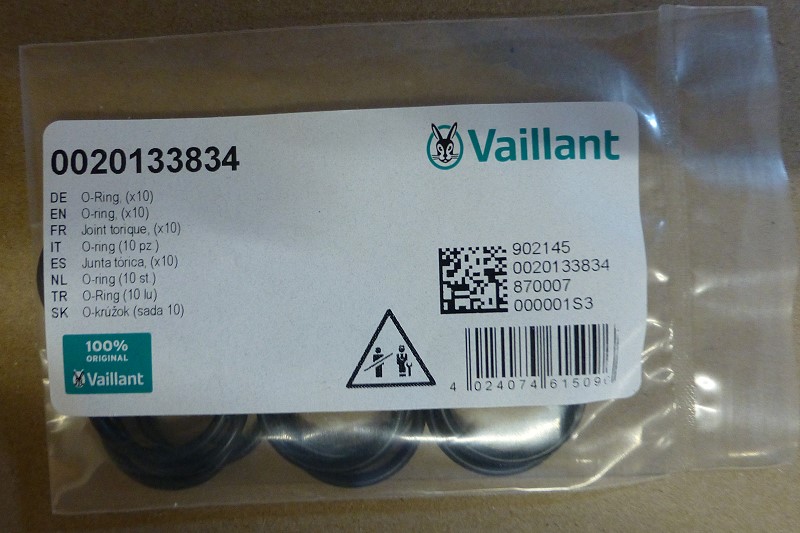 0020133834
Vaillant
DE O-Ring, (x10)
EN O-ring, (x10)
FR Joint torique, (x10)
IT O-ring (10 pz.)
ES Junta tórica, (x10)
NL O-ring (10 st.)
TR O-Ring (10 lu)
SK O-krúžok (sada 10)
902145
0020133834
870007
000001S3
100%
ORIGINAL
Vaillant
4 024074 615096